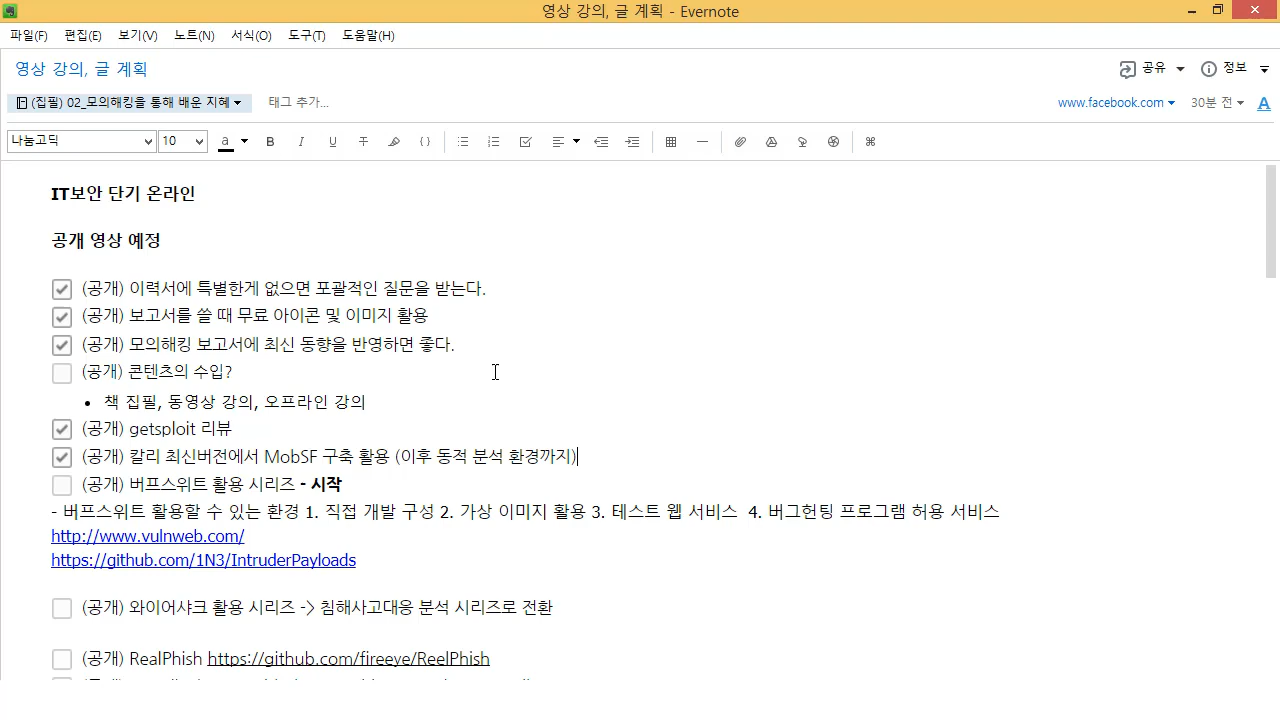 영상 강의, 글 계획 - Evernote
파일(F) 편집(E) 보기(V) 노트(N) 서식(O) 도구(T) 도움말(H)
영상 강의, 글 계획 공유 정보
(집필) 02_모의해킹을 통해 배운 지혜 태그 추가... www.facebook.com 30분 전 A
나눔고딕 10 a B I U T
IT보안 단기 온라인
공개 영상 예정
(공개) 이력서에 특별한게 없으면 포괄적인 질문을 받는다.
(공개) 보고서를 쓸 때 무료 아이콘 및 이미지 활용
(공개) 모의해킹 보고서에 최신 동향을 반영하면 좋다.
(공개) 콘텐츠의 수입?
• 책 집필, 동영상 강의, 오프라인 강의
(공개) getsploit 리뷰
(공개) 칼리 최신버전에서 MobSF 구축 활용 (이후 동적 분석 환경까지)
(공개) 버프스위트 활용 시리즈 - 시작
- 버프스위트 활용할 수 있는 환경 1. 직접 개발 구성 2. 가상 이미지 활용 3. 테스트 웹 서비스 4. 버그헌팅 프로그램 허용 서비스
http://www.vulnweb.com/
https://github.com/1N3/IntruderPayloads
(공개) 와이어샤크 활용 시리즈 -> 침해사고대응 분석 시리즈로 전환
(공개) RealPhish https://github.com/fireeye/ReelPhish